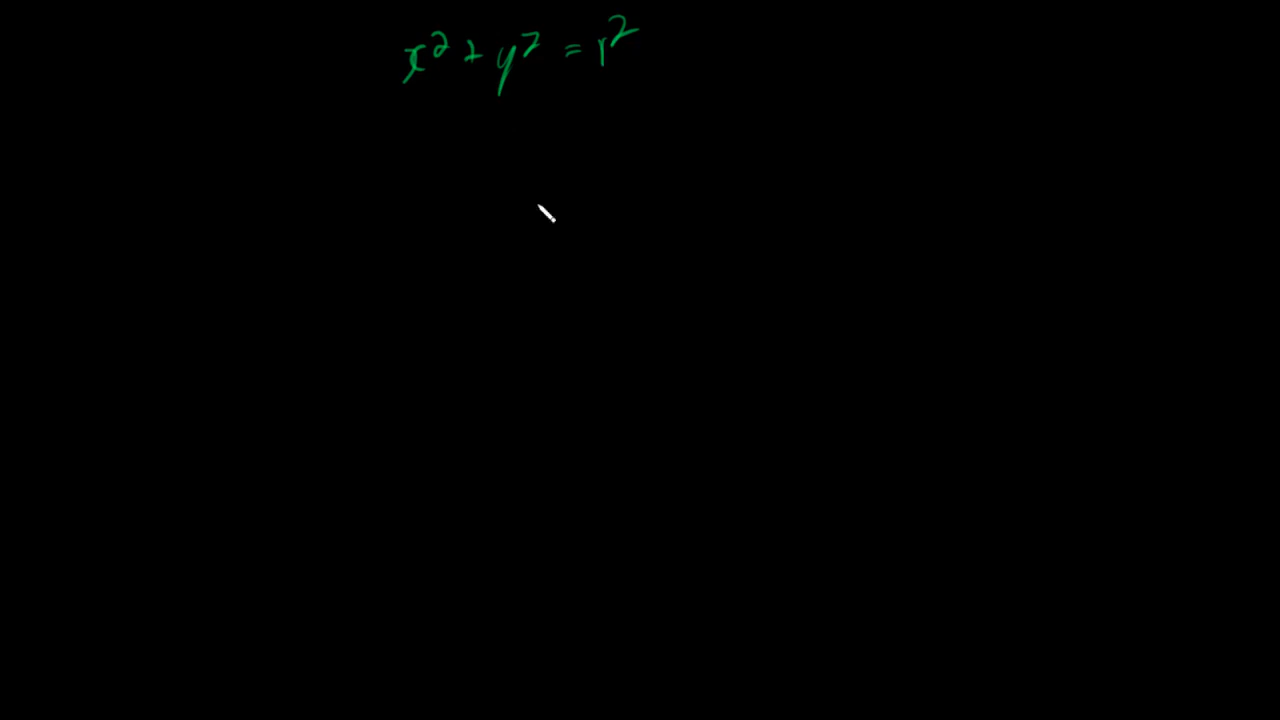 x² + y² = r²